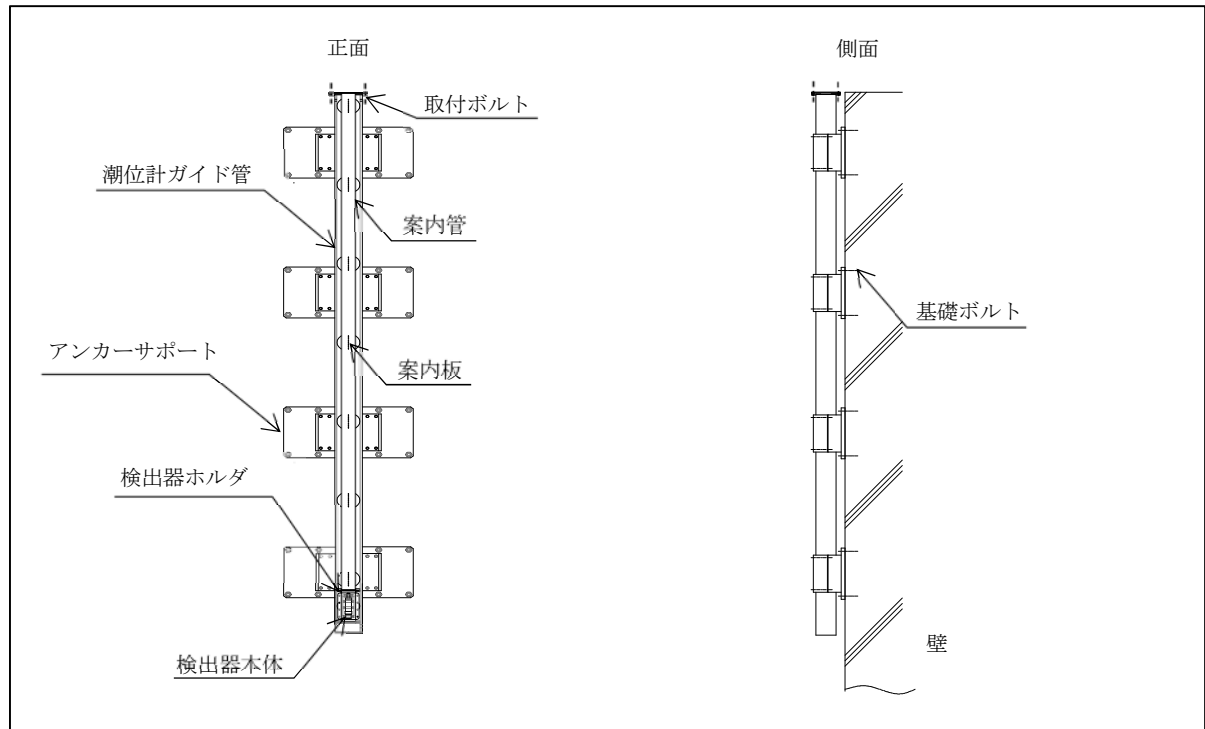 正面
側面
取付ボルト
潮位計ガイド管
案内管
基礎ボルト
アンカーサポート
案内板
検出器ホルダ
壁
検出器本体